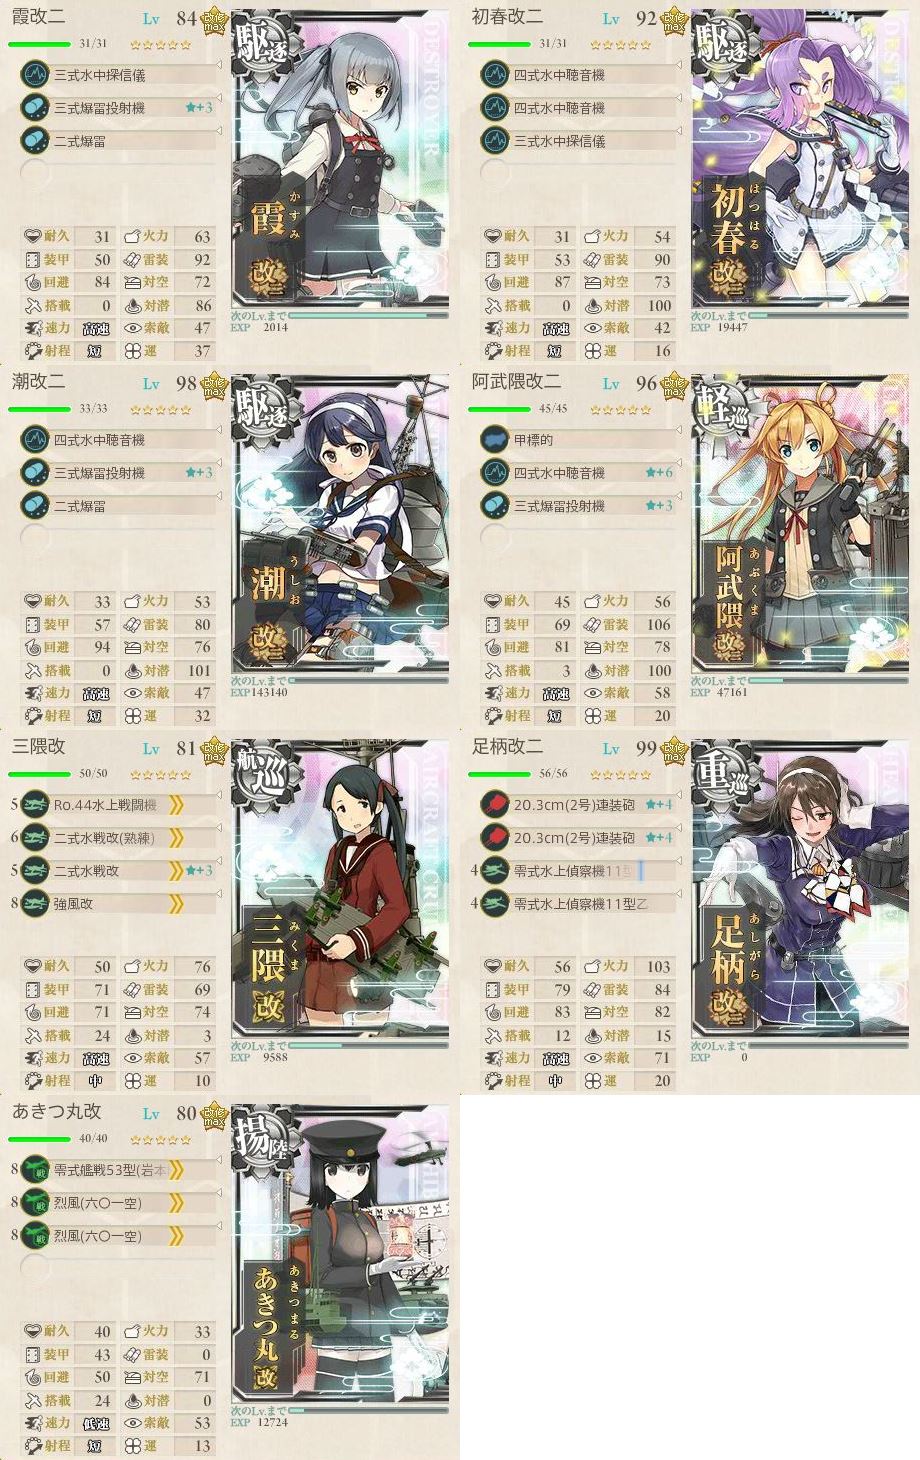 霞改二 Lv 84 改修max
31/31
三式水中探信儀
三式爆雷投射機 ★+3
二式爆雷
耐久 31 火力 63
装甲 50 雷装 92
回避 84 対空 72
搭載 0 対潜 86
速力 高速 索敵 47
射程 短 運 37
駆逐
DESTROYER
霞改二
かすみ
次のLv.まで
EXP 2014
初春改二 Lv 92 改修max
31/31
四式水中聴音機
四式水中聴音機
三式水中探信儀
耐久 31 火力 54
装甲 53 雷装 90
回避 87 対空 73
搭載 0 対潜 100
速力 高速 索敵 42
射程 短 運 16
駆逐
初春改二
はつはる
次のLv.まで
EXP 19447
潮改二 Lv 98 改修max
33/33
四式水中聴音機
三式爆雷投射機 ★+3
二式爆雷
耐久 33 火力 53
装甲 57 雷装 80
回避 94 対空 76
搭載 0 対潜 101
速力 高速 索敵 47
射程 短 運 32
駆逐
潮改二
うしお
次のLv.まで
EXP 143140
阿武隈改二 Lv 96 改修max
45/45
甲標的
四式水中聴音機 ★+6
三式爆雷投射機 ★+3
耐久 45 火力 56
装甲 69 雷装 106
回避 81 対空 78
搭載 3 対潜 100
速力 高速 索敵 58
射程 短 運 20
軽巡
阿武隈改二
あぶくま
次のLv.まで
EXP 47161
三隈改 Lv 81 改修max
50/50
5 Ro.44水上戦闘機
6 二式水戦改(熟練)
5 二式水戦改 ★+3
8 強風改
耐久 50 火力 76
装甲 71 雷装 69
回避 71 対空 74
搭載 24 対潜 3
速力 高速 索敵 57
射程 中 運 10
航巡
三隈改
みくま
次のLv.まで
EXP 9588
足柄改二 Lv 99 改修max
56/56
20.3cm(2号)連装砲 ★+4
20.3cm(2号)連装砲 ★+4
4 零式水上偵察機11型
4 零式水上偵察機11型乙
耐久 56 火力 103
装甲 79 雷装 84
回避 83 対空 82
搭載 12 対潜 15
速力 高速 索敵 71
射程 中 運 20
重巡
足柄改二
あしがら
次のLv.まで
EXP 0
あきつ丸改 Lv 80 改修max
40/40
8 零式艦戦53型(岩本
8 烈風(六〇一空)
8 烈風(六〇一空)
耐久 40 火力 33
装甲 43 雷装 0
回避 50 対空 71
搭載 24 対潜 0
速力 低速 索敵 53
射程 短 運 13
揚陸
あきつ丸改
あきつまる
次のLv.まで
EXP 12724